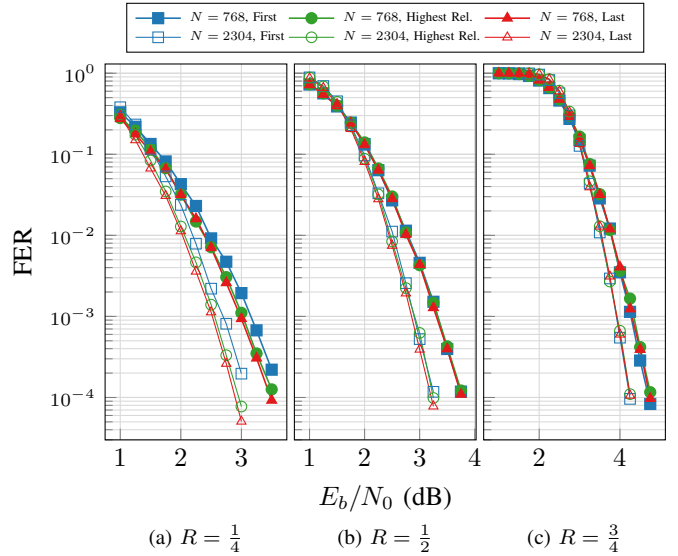 N = 768, First N = 768, Highest Rel. N = 768, Last
N = 2304, First N = 2304, Highest Rel. N = 2304, Last
10^0
10^−1
10^−2
10^−3
10^−4
FER
1 2 3 1 2 3 4 2 4
E_b/N_0 (dB)
(a) R = 1/4 (b) R = 1/2 (c) R = 3/4